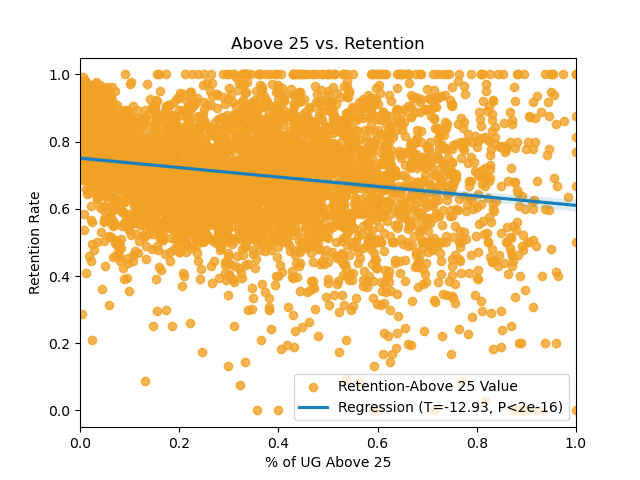 Above 25 vs. Retention
1.0
0.8
0.6
0.4
0.2
0.0
Retention Rate
Retention-Above 25 Value
Regression (T=-12.93, P<2e-16)
0.0 0.2 0.4 0.6 0.8 1.0
% of UG Above 25